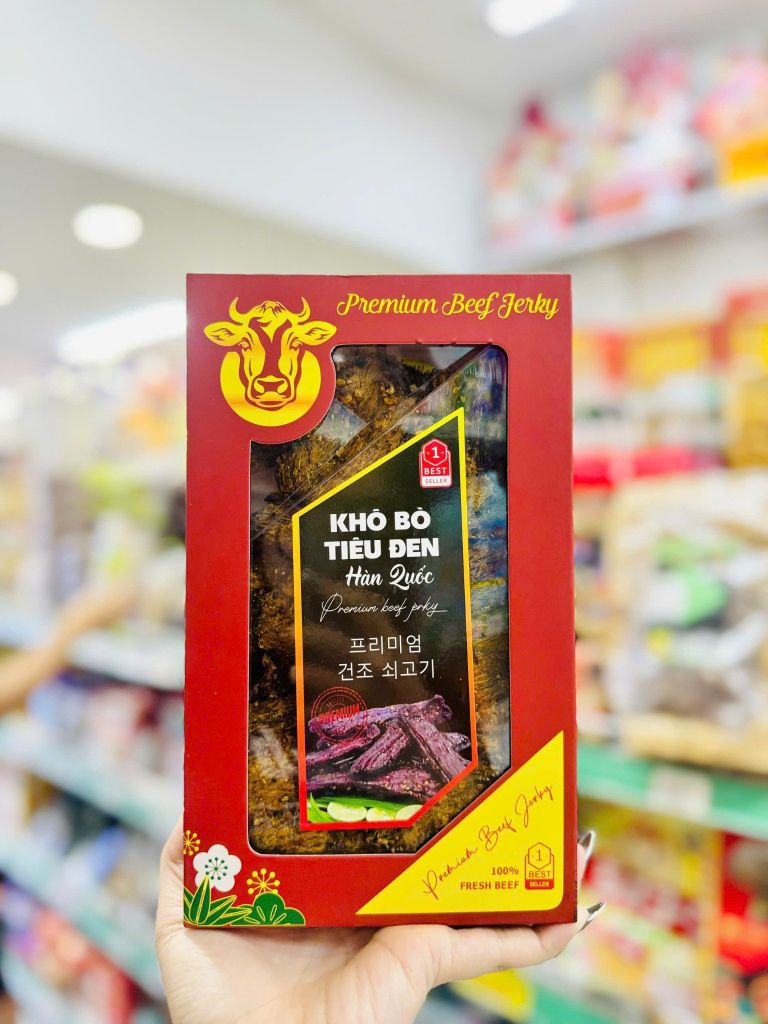 Premium Beef Jerky
1
BEST
SELLER
KHÔ BÒ
TIÊU ĐEN
Hàn Quốc
Premium beef jerky
프리미엄
건조 쇠고기
PREMIUM
Premium Beef Jerky
100%
FRESH BEEF
1
BEST
SELLER